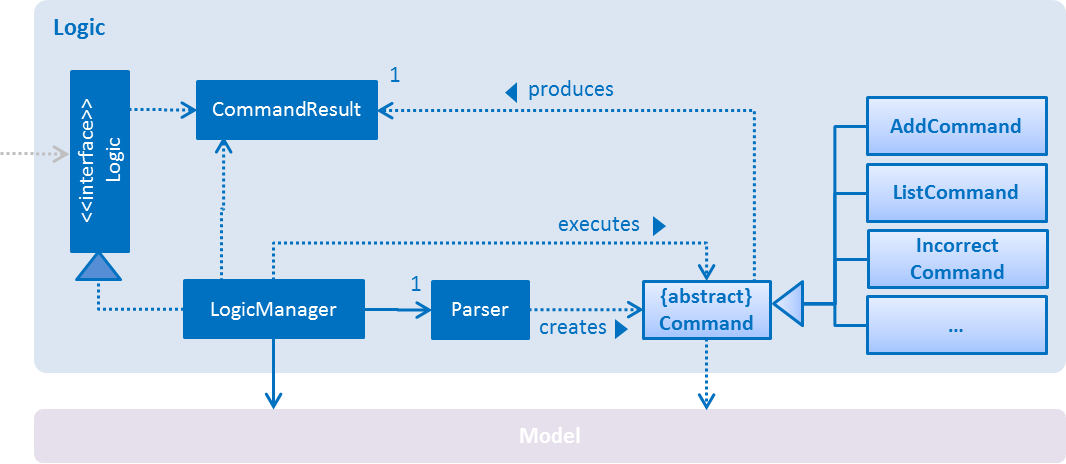 Logic
<<interface>>
Logic
CommandResult
1
produces
AddCommand
ListCommand
executes
Incorrect
Command
LogicManager
1
Parser
creates
{abstract}
Command
...
Model